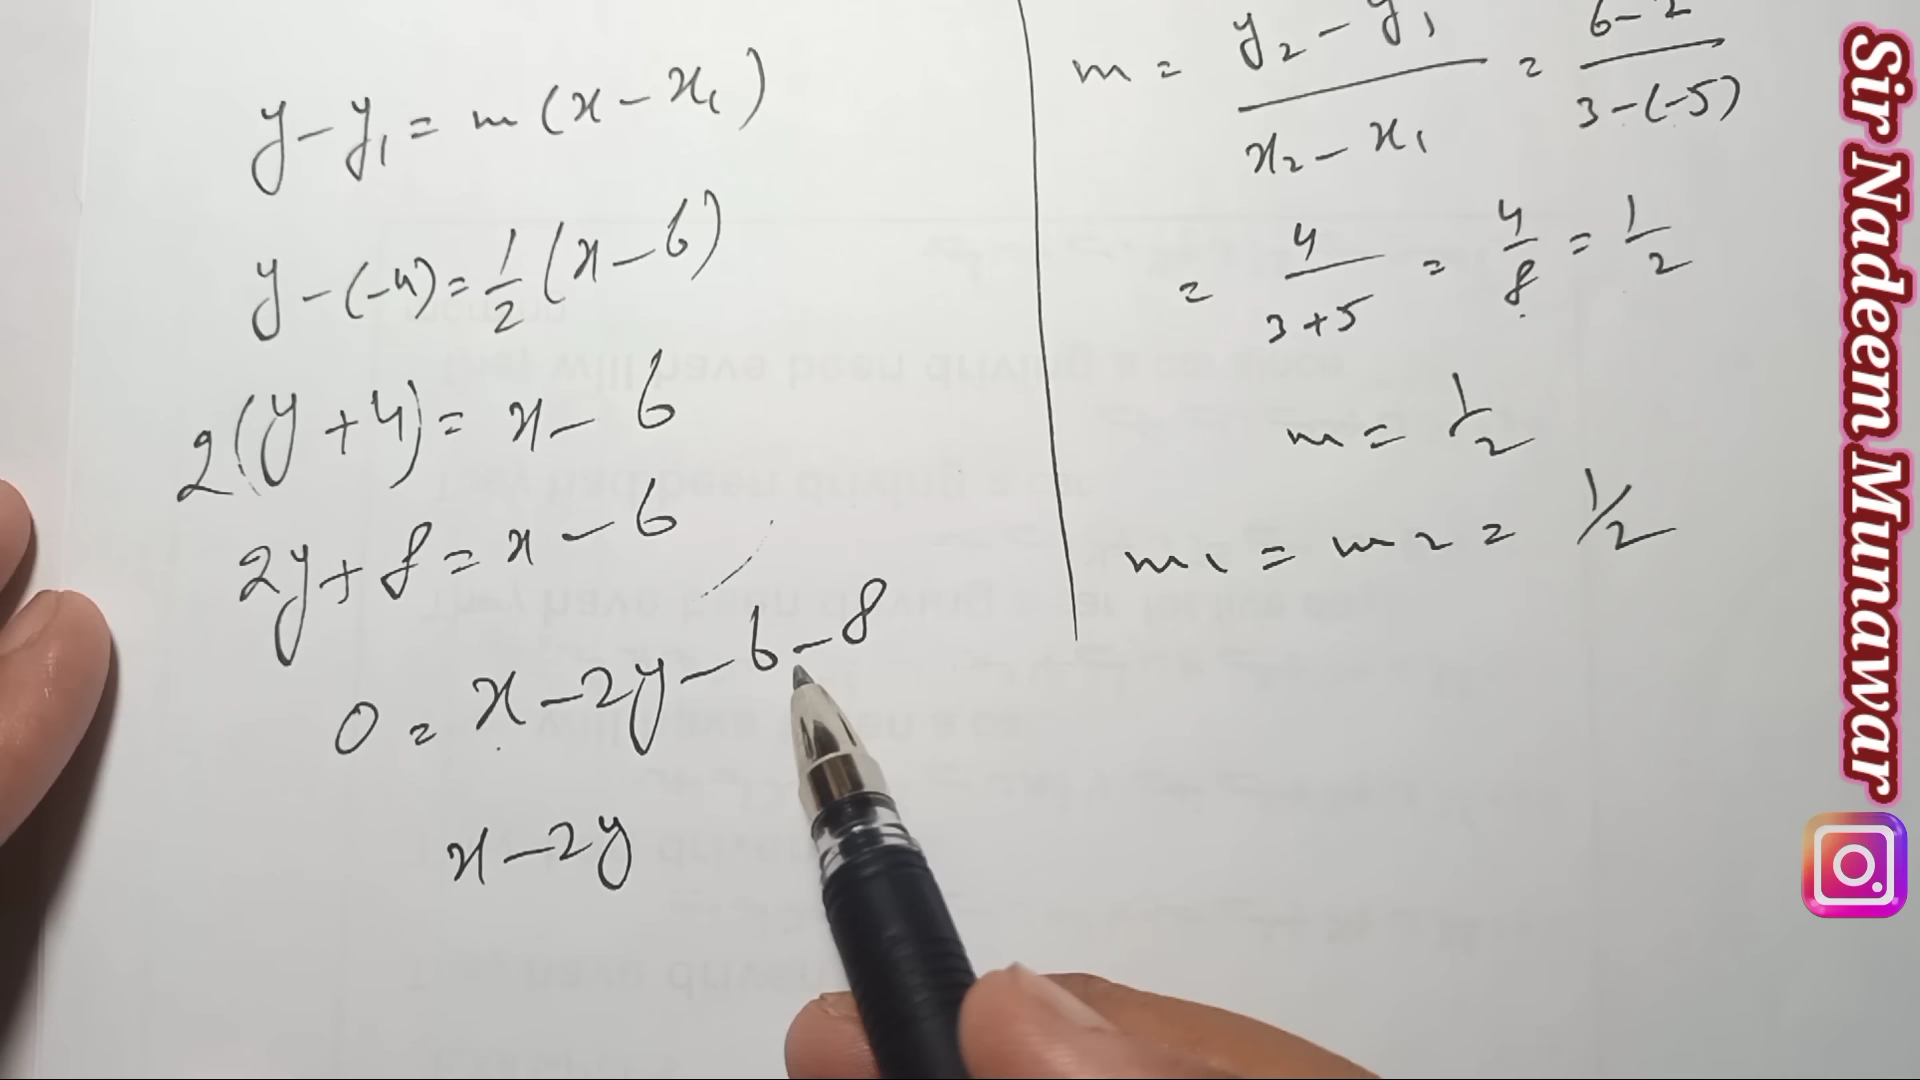 y - y₁ = m (x - x₁)
y - (-4) = 1/2 (x - 6)
2(y + 4) = x - 6
2y + 8 = x - 6
0 = x - 2y - 6 - 8
x - 2y
m = y₂ - y₁ / x₂ - x₁ = 6 - 2 / 3 - (-5)
= 4 / 3 + 5 = 4/8 = 1/2
m = 1/2
m₁ = m₂ = 1/2
Sir Nadeem Munawar